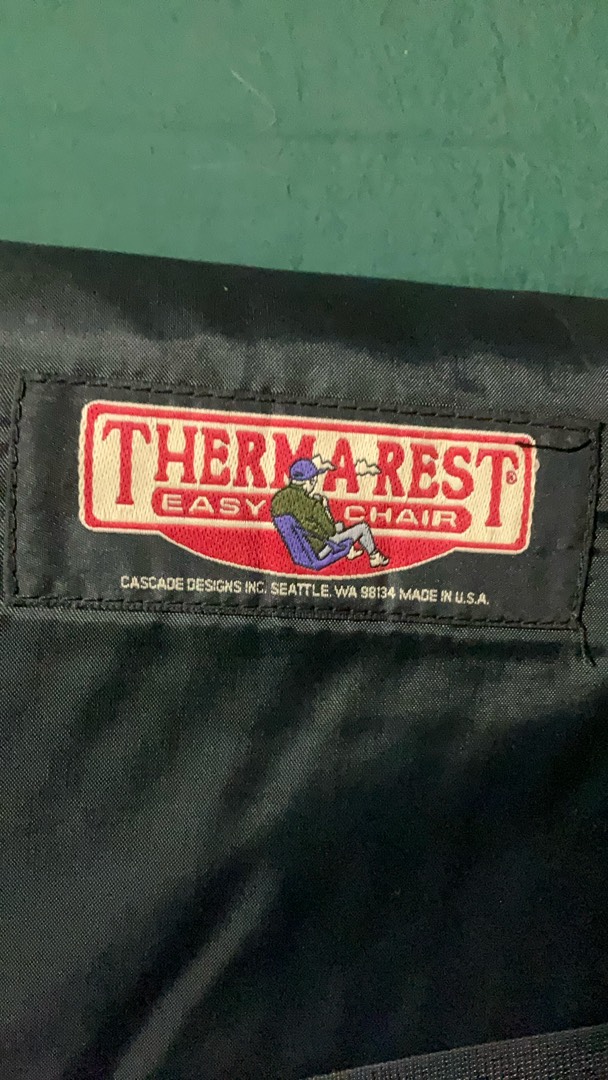 THERM-A-REST®
EASY CHAIR
CASCADE DESIGNS INC. SEATTLE. WA 98134 MADE IN U.S.A.